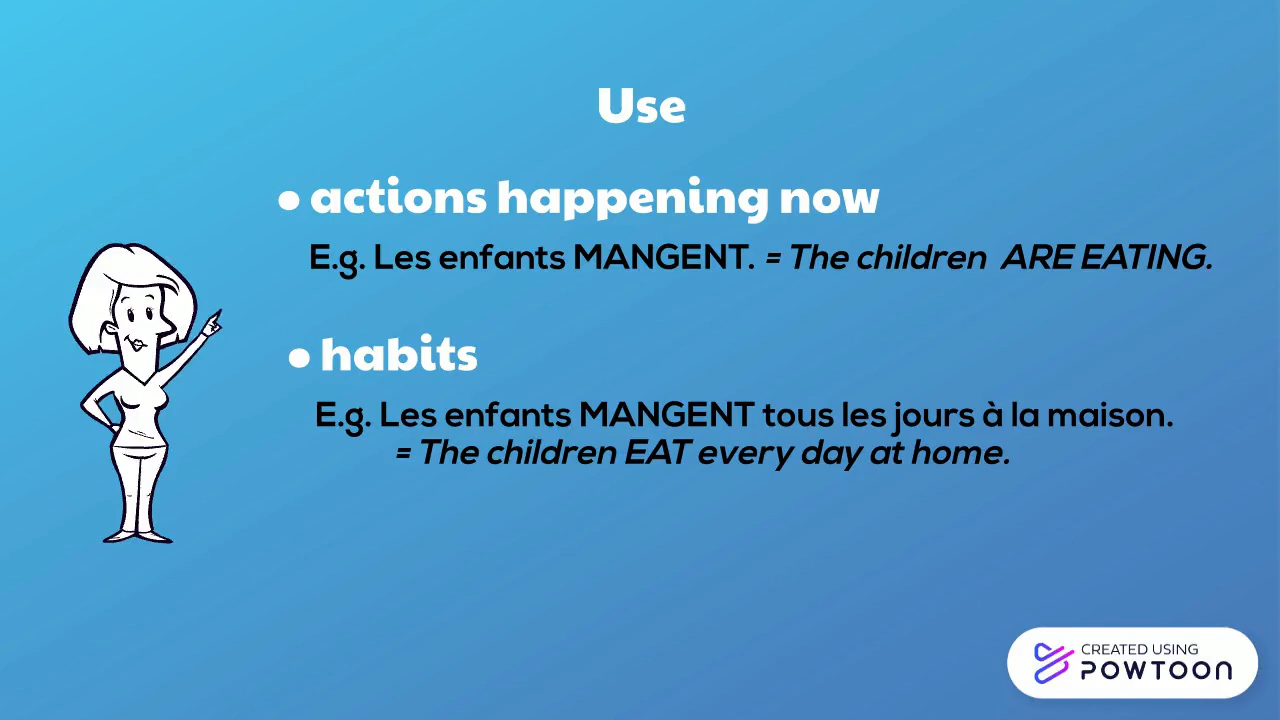 Use
• actions happening now
E.g. Les enfants MANGENT. = The children ARE EATING.
• habits
E.g. Les enfants MANGENT tous les jours à la maison.
= The children EAT every day at home.
CREATED USING
POWTOON